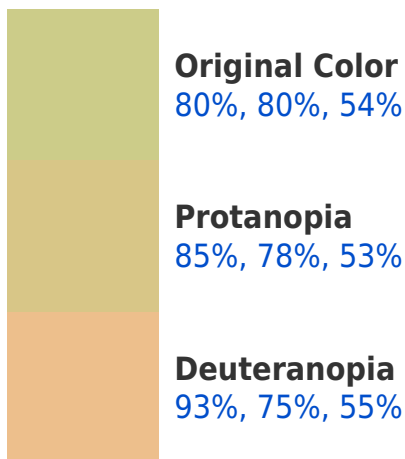 Original Color
80%, 80%, 54%
Protanopia
85%, 78%, 53%
Deuteranopia
93%, 75%, 55%